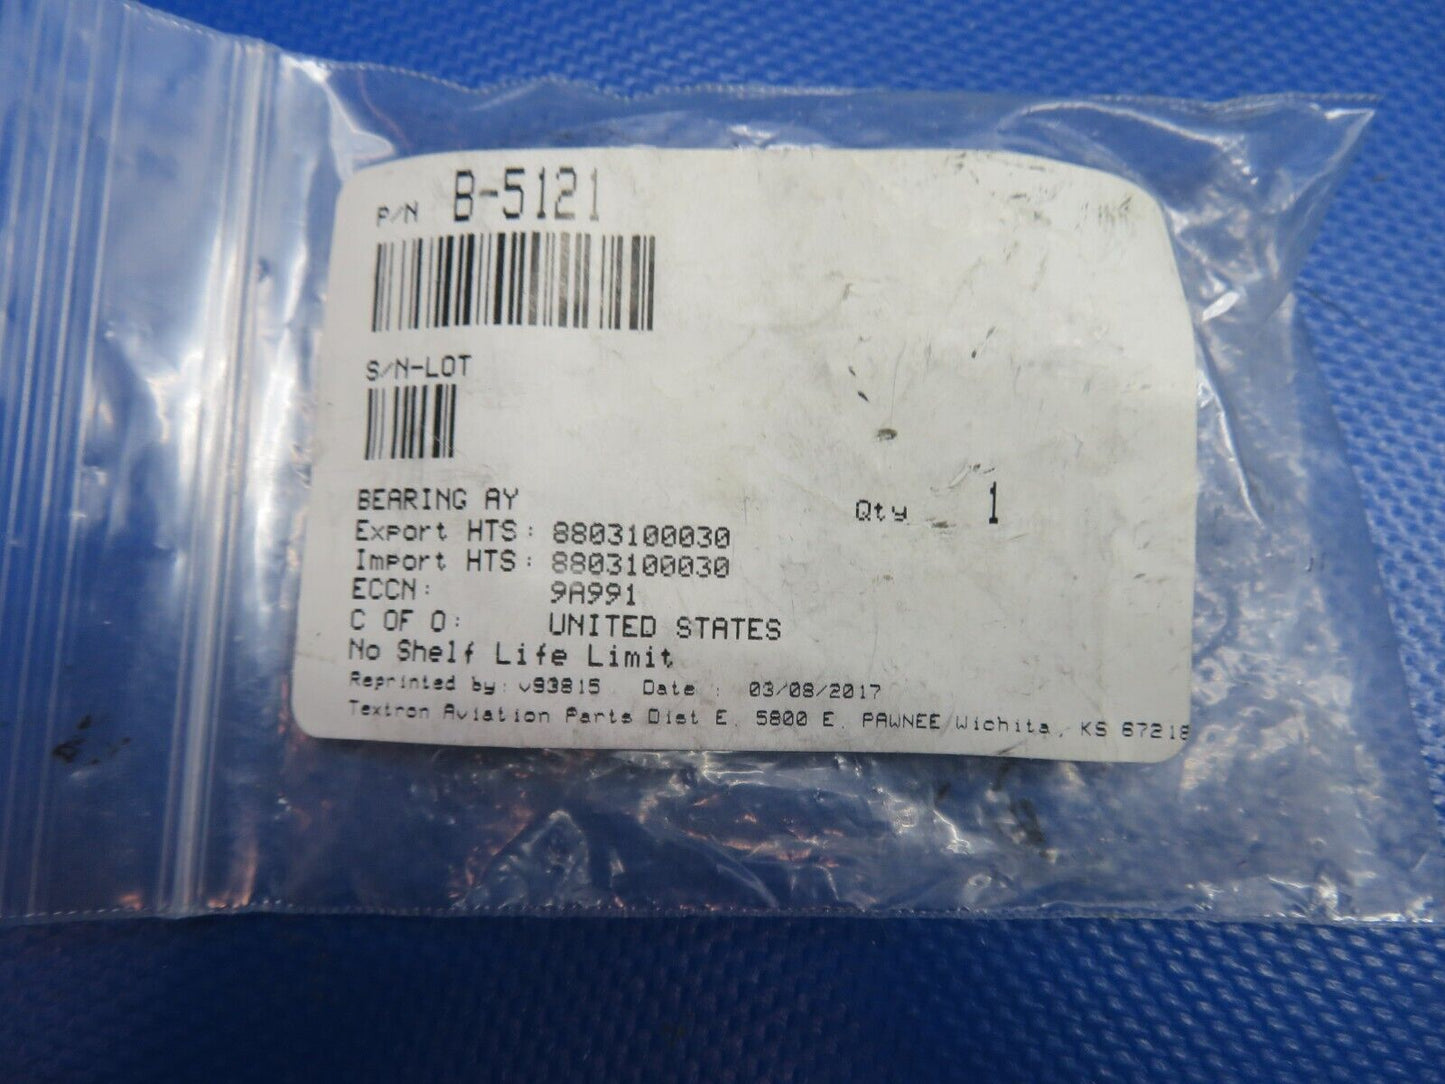 P/N B-5121
S/N-LOT
BEARING AY
Qty 1
Export HTS: 8803100030
Import HTS: 8803100030
ECCN: 9A991
C OF O: UNITED STATES
No Shelf Life Limit
Reprinted by: v93815 Date : 03/08/2017
Textron Aviation Parts Dist E. 5800 E. PAWNEE Wichita, KS 67218